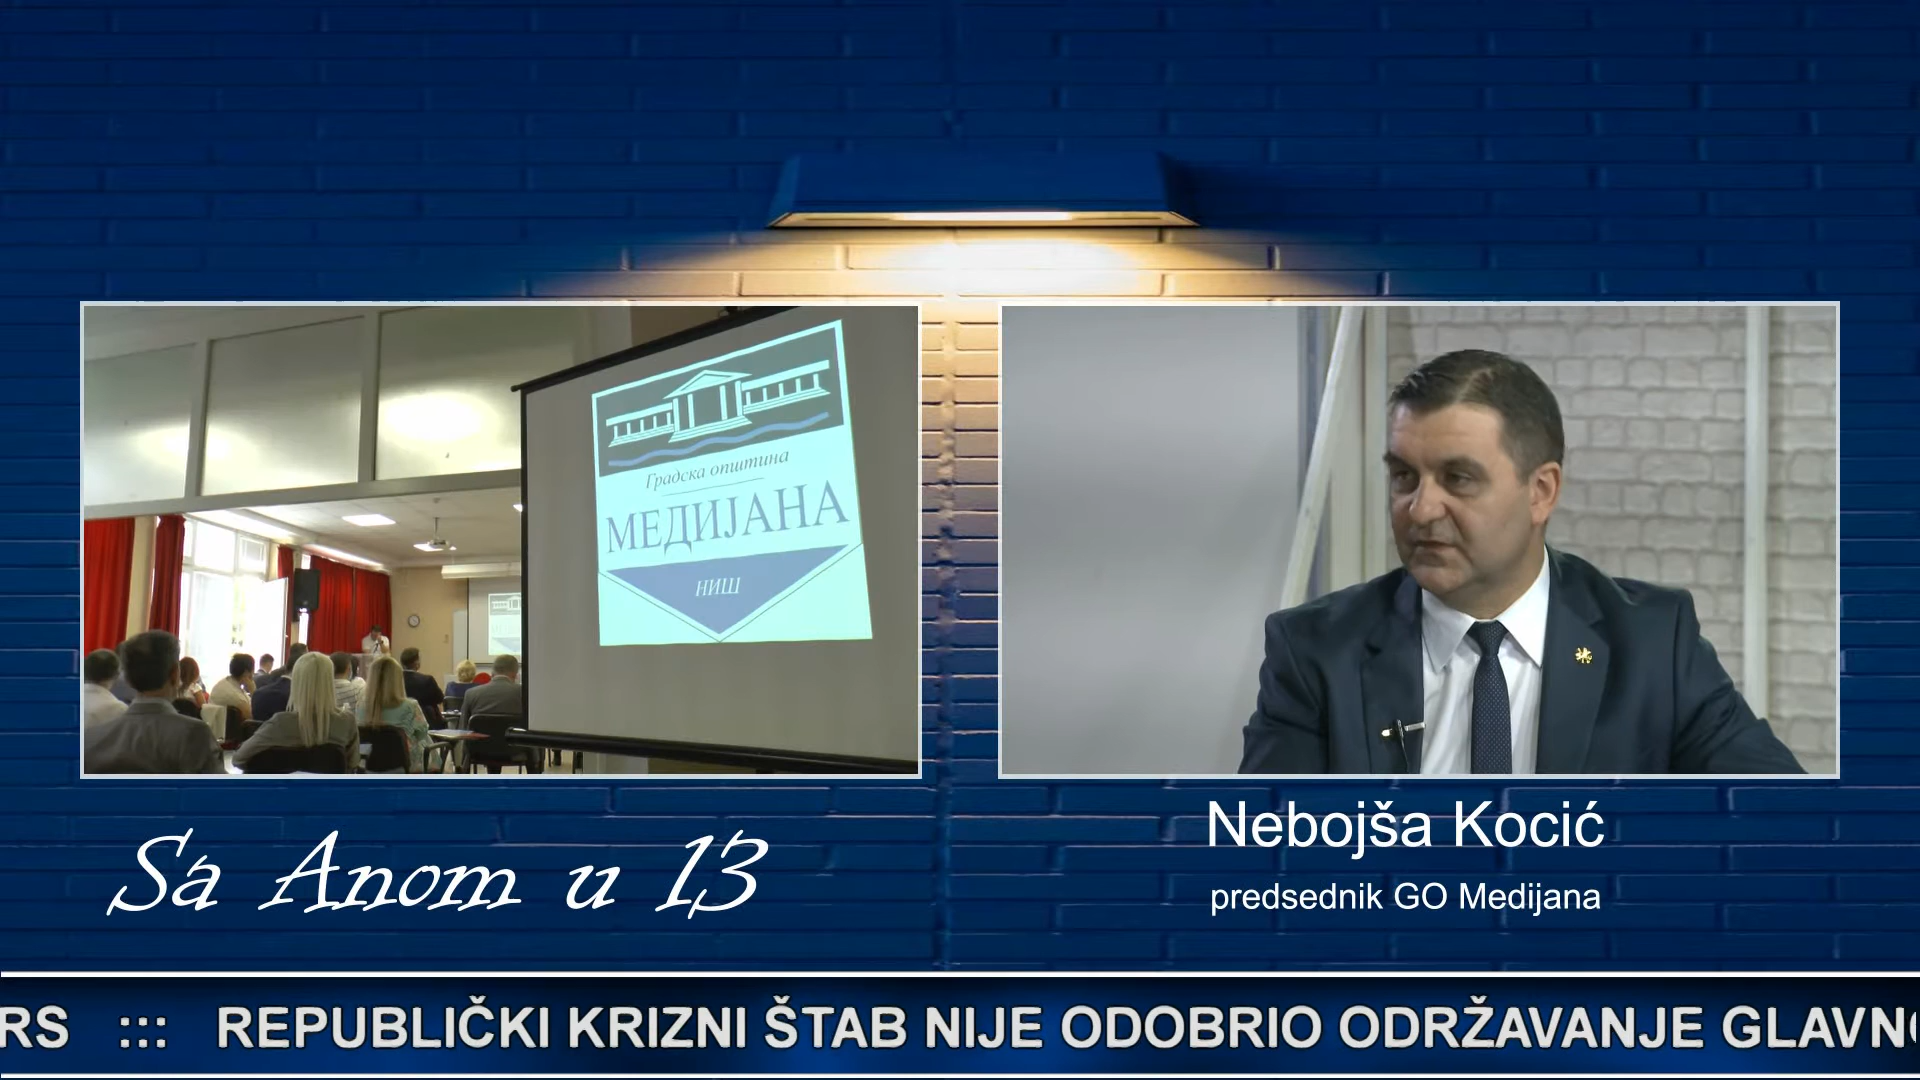 Градска општина
МЕДИЈАНА
НИШ
Sa Anom u 13
Nebojša Kocić
predsednik GO Medijana
RS ::: REPUBLIČKI KRIZNI ŠTAB NIJE ODOBRIO ODRŽAVANJE GLAVN